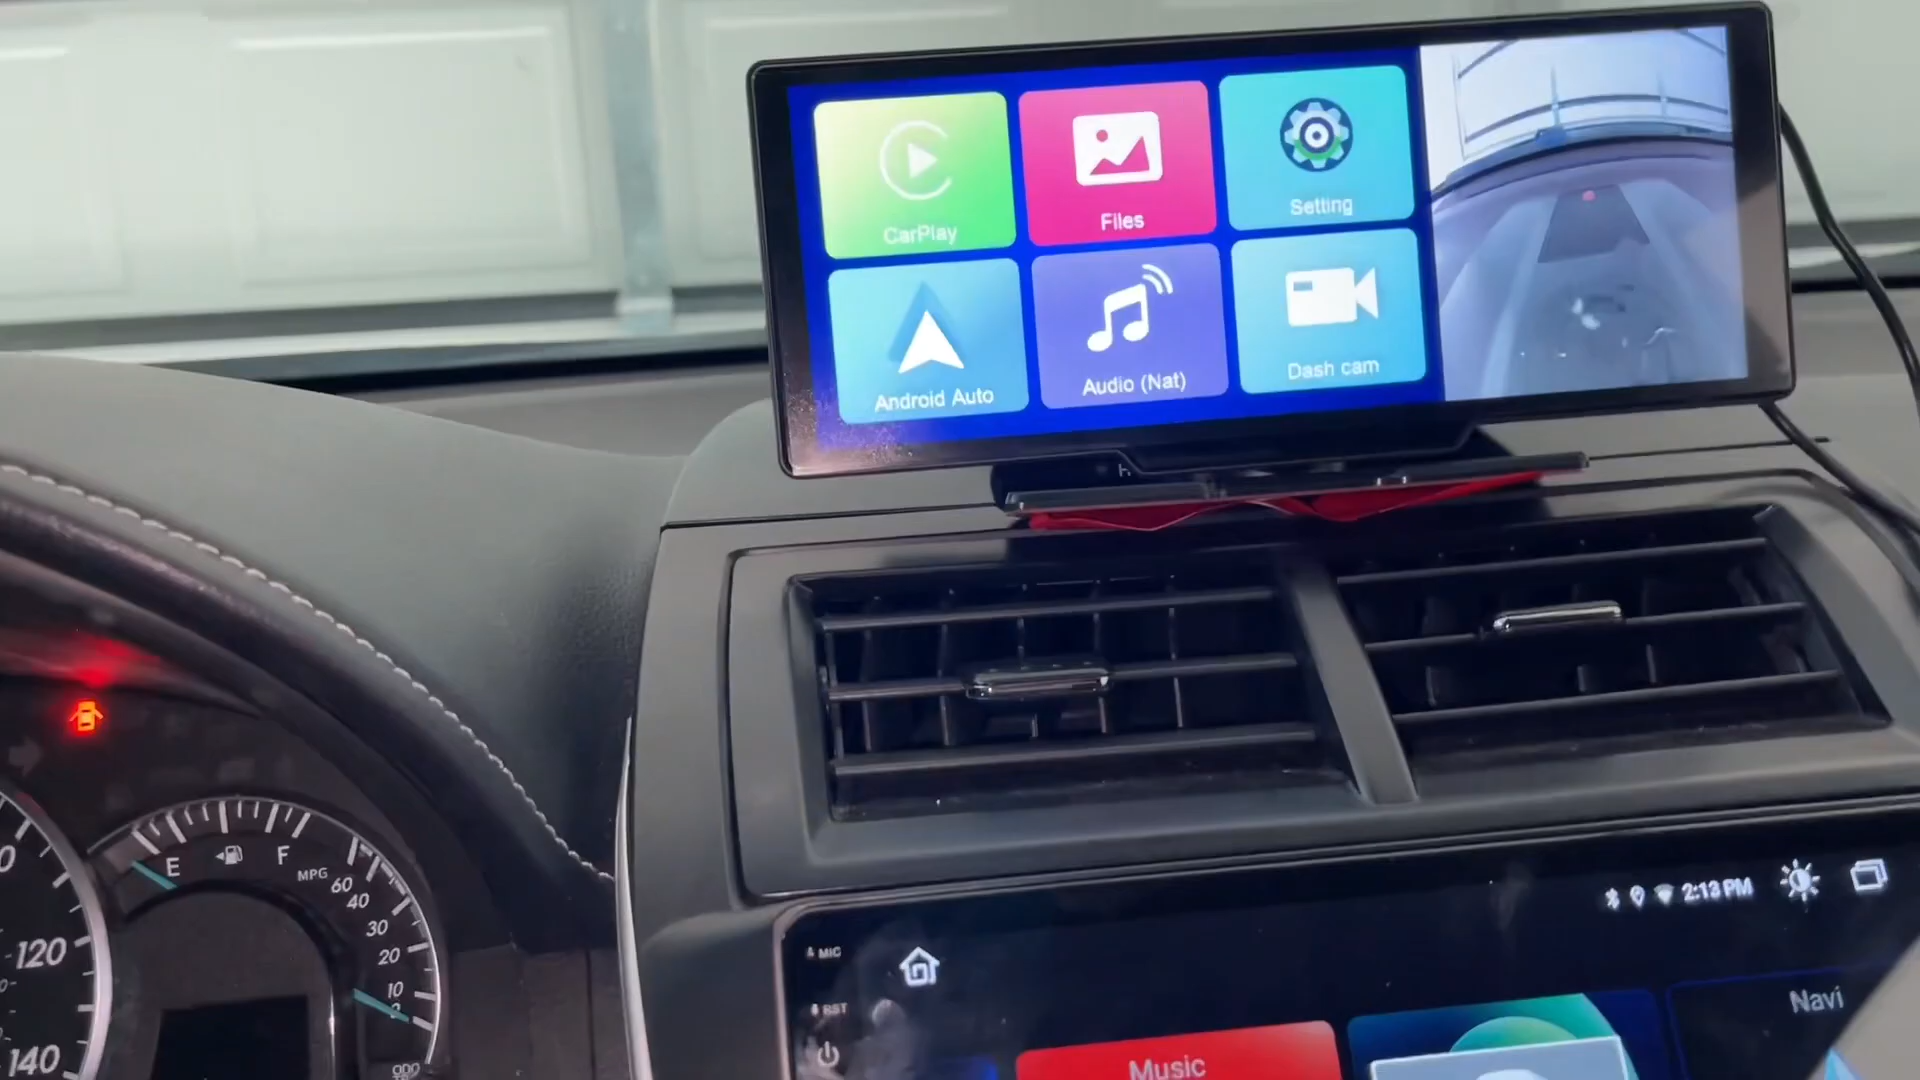 CarPlay
Files
Setting
Android Auto
Audio (Nat)
Dash cam
E
F
MPG
60
40
30
20
10
120
140
ODO
MIC
RST
2:13 PM
Music
Navi